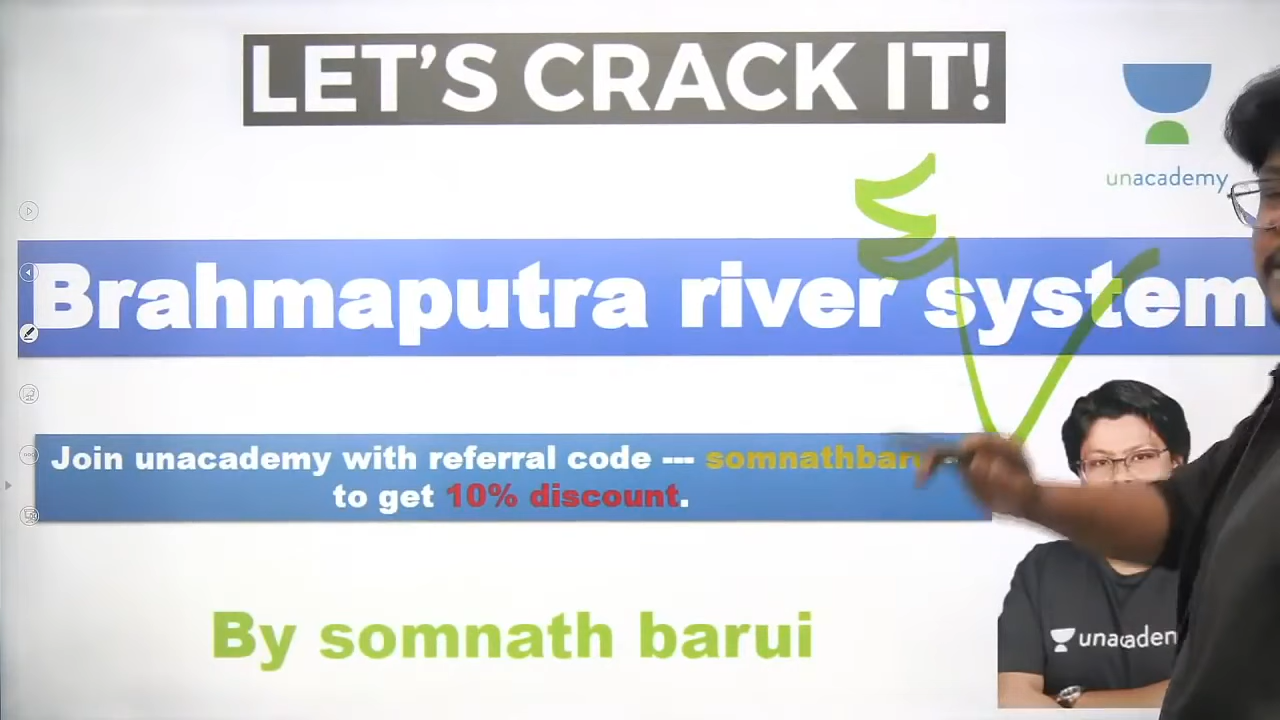 LET'S CRACK IT!
unacademy
Brahmaputra river system
Join unacademy with referral code --- somnathbarui
to get 10% discount.
By somnath barui